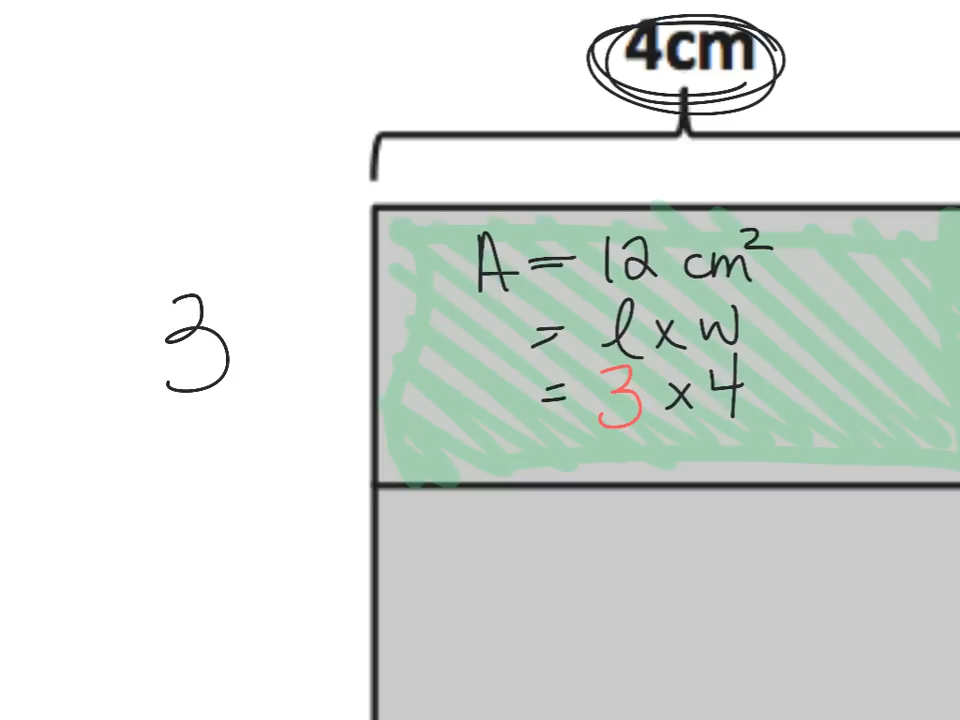 4cm
A = 12 cm²
= l x w
3
= 3 x 4